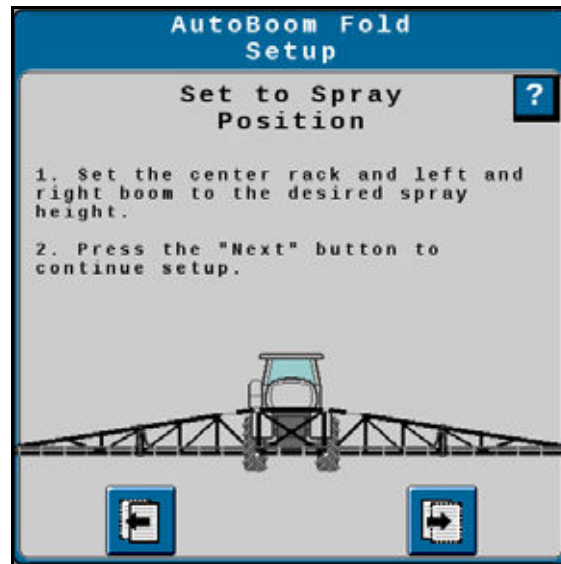 AutoBoom Fold
Setup
Set to Spray
Position
?
1. Set the center rack and left and
right boom to the desired spray
height.
2. Press the "Next" button to
continue setup.